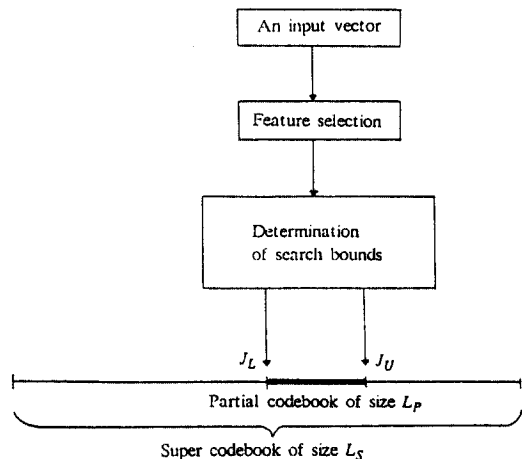 An input vector
Feature selection
Determination
of search bounds
J_L J_U
Partial codebook of size L_P
Super codebook of size L_S